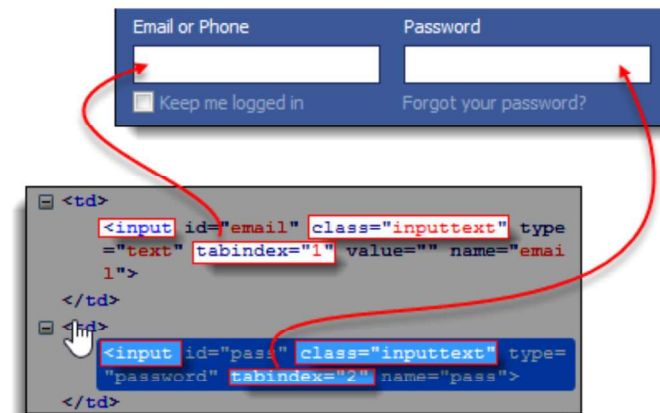 Email or Phone Password
Keep me logged in Forgot your password?
<td>
<input id="email" class="inputtext" type
="text" tabindex="1" value="" name="emai
l">
</td>
<td>
<input id="pass" class="inputtext" type=
"password" tabindex="2" name="pass">
</td>